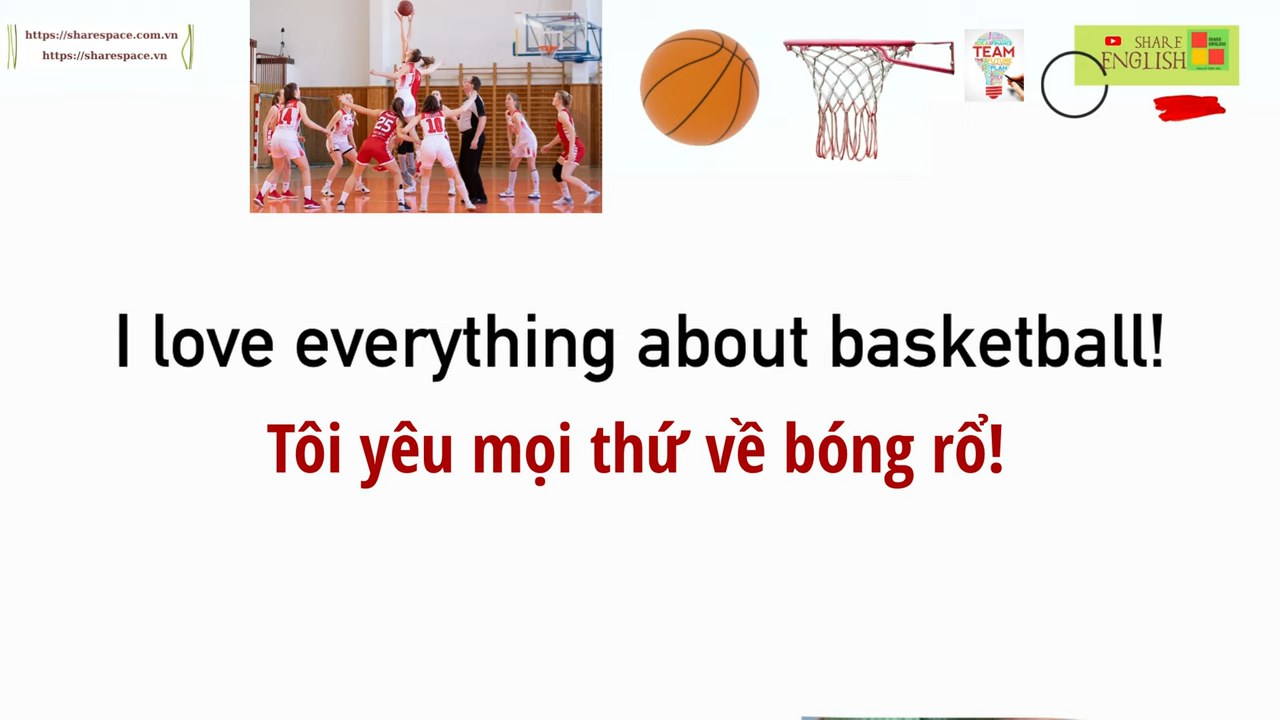 https://sharespace.com.vn
https://sharespace.vn
14
25
10
TEAM
PLAN
SHARE
ENGLISH
I love everything about basketball!
Tôi yêu mọi thứ về bóng rổ!